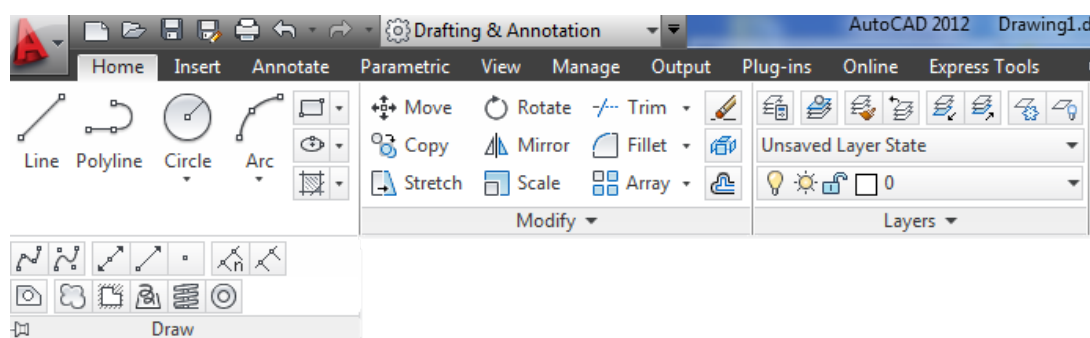 Drafting & Annotation AutoCAD 2012 Drawing1.d
Home Insert Annotate Parametric View Manage Output Plug-ins Online Express Tools
Move Rotate Trim
Line Polyline Circle Arc Copy Mirror Fillet Unsaved Layer State
Stretch Scale Array 0
Modify Layers
n
Draw